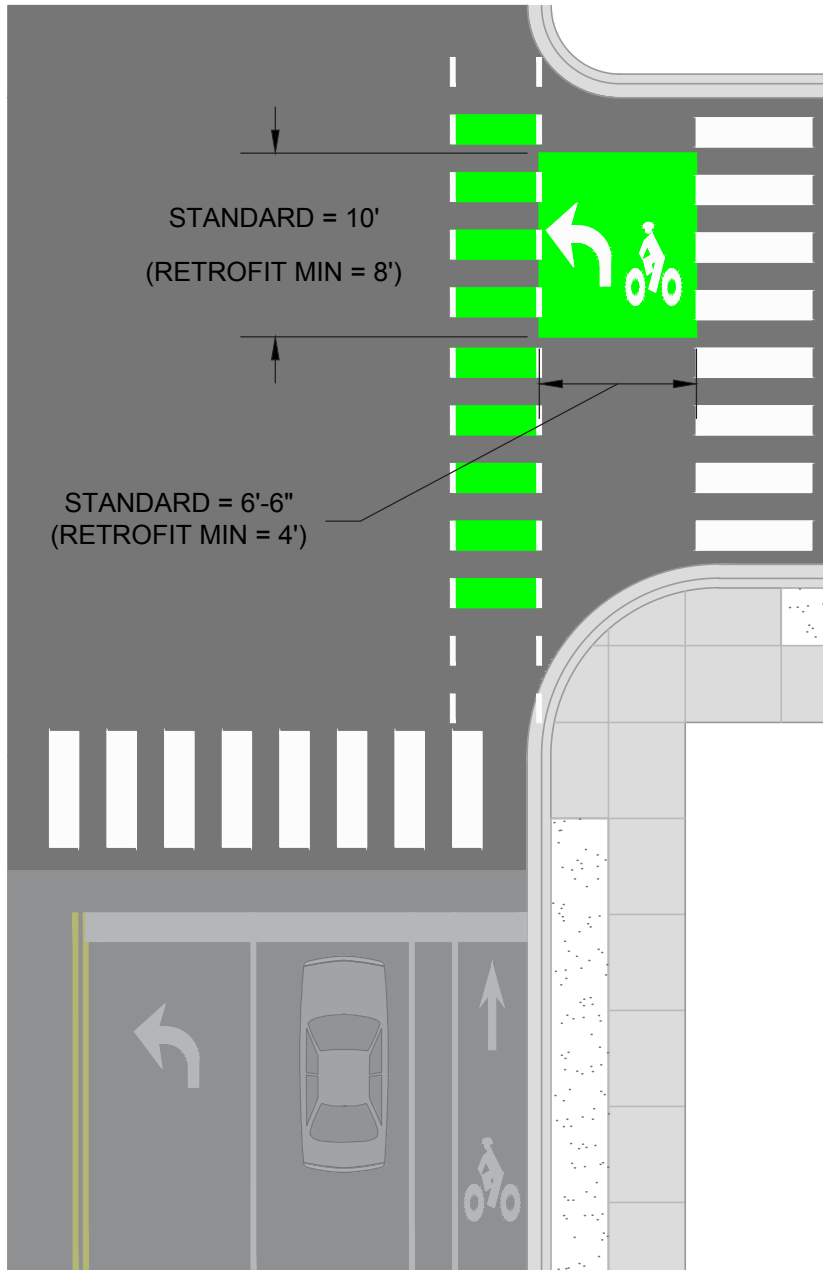 STANDARD = 10'
(RETROFIT MIN = 8')
STANDARD = 6'-6"
(RETROFIT MIN = 4')